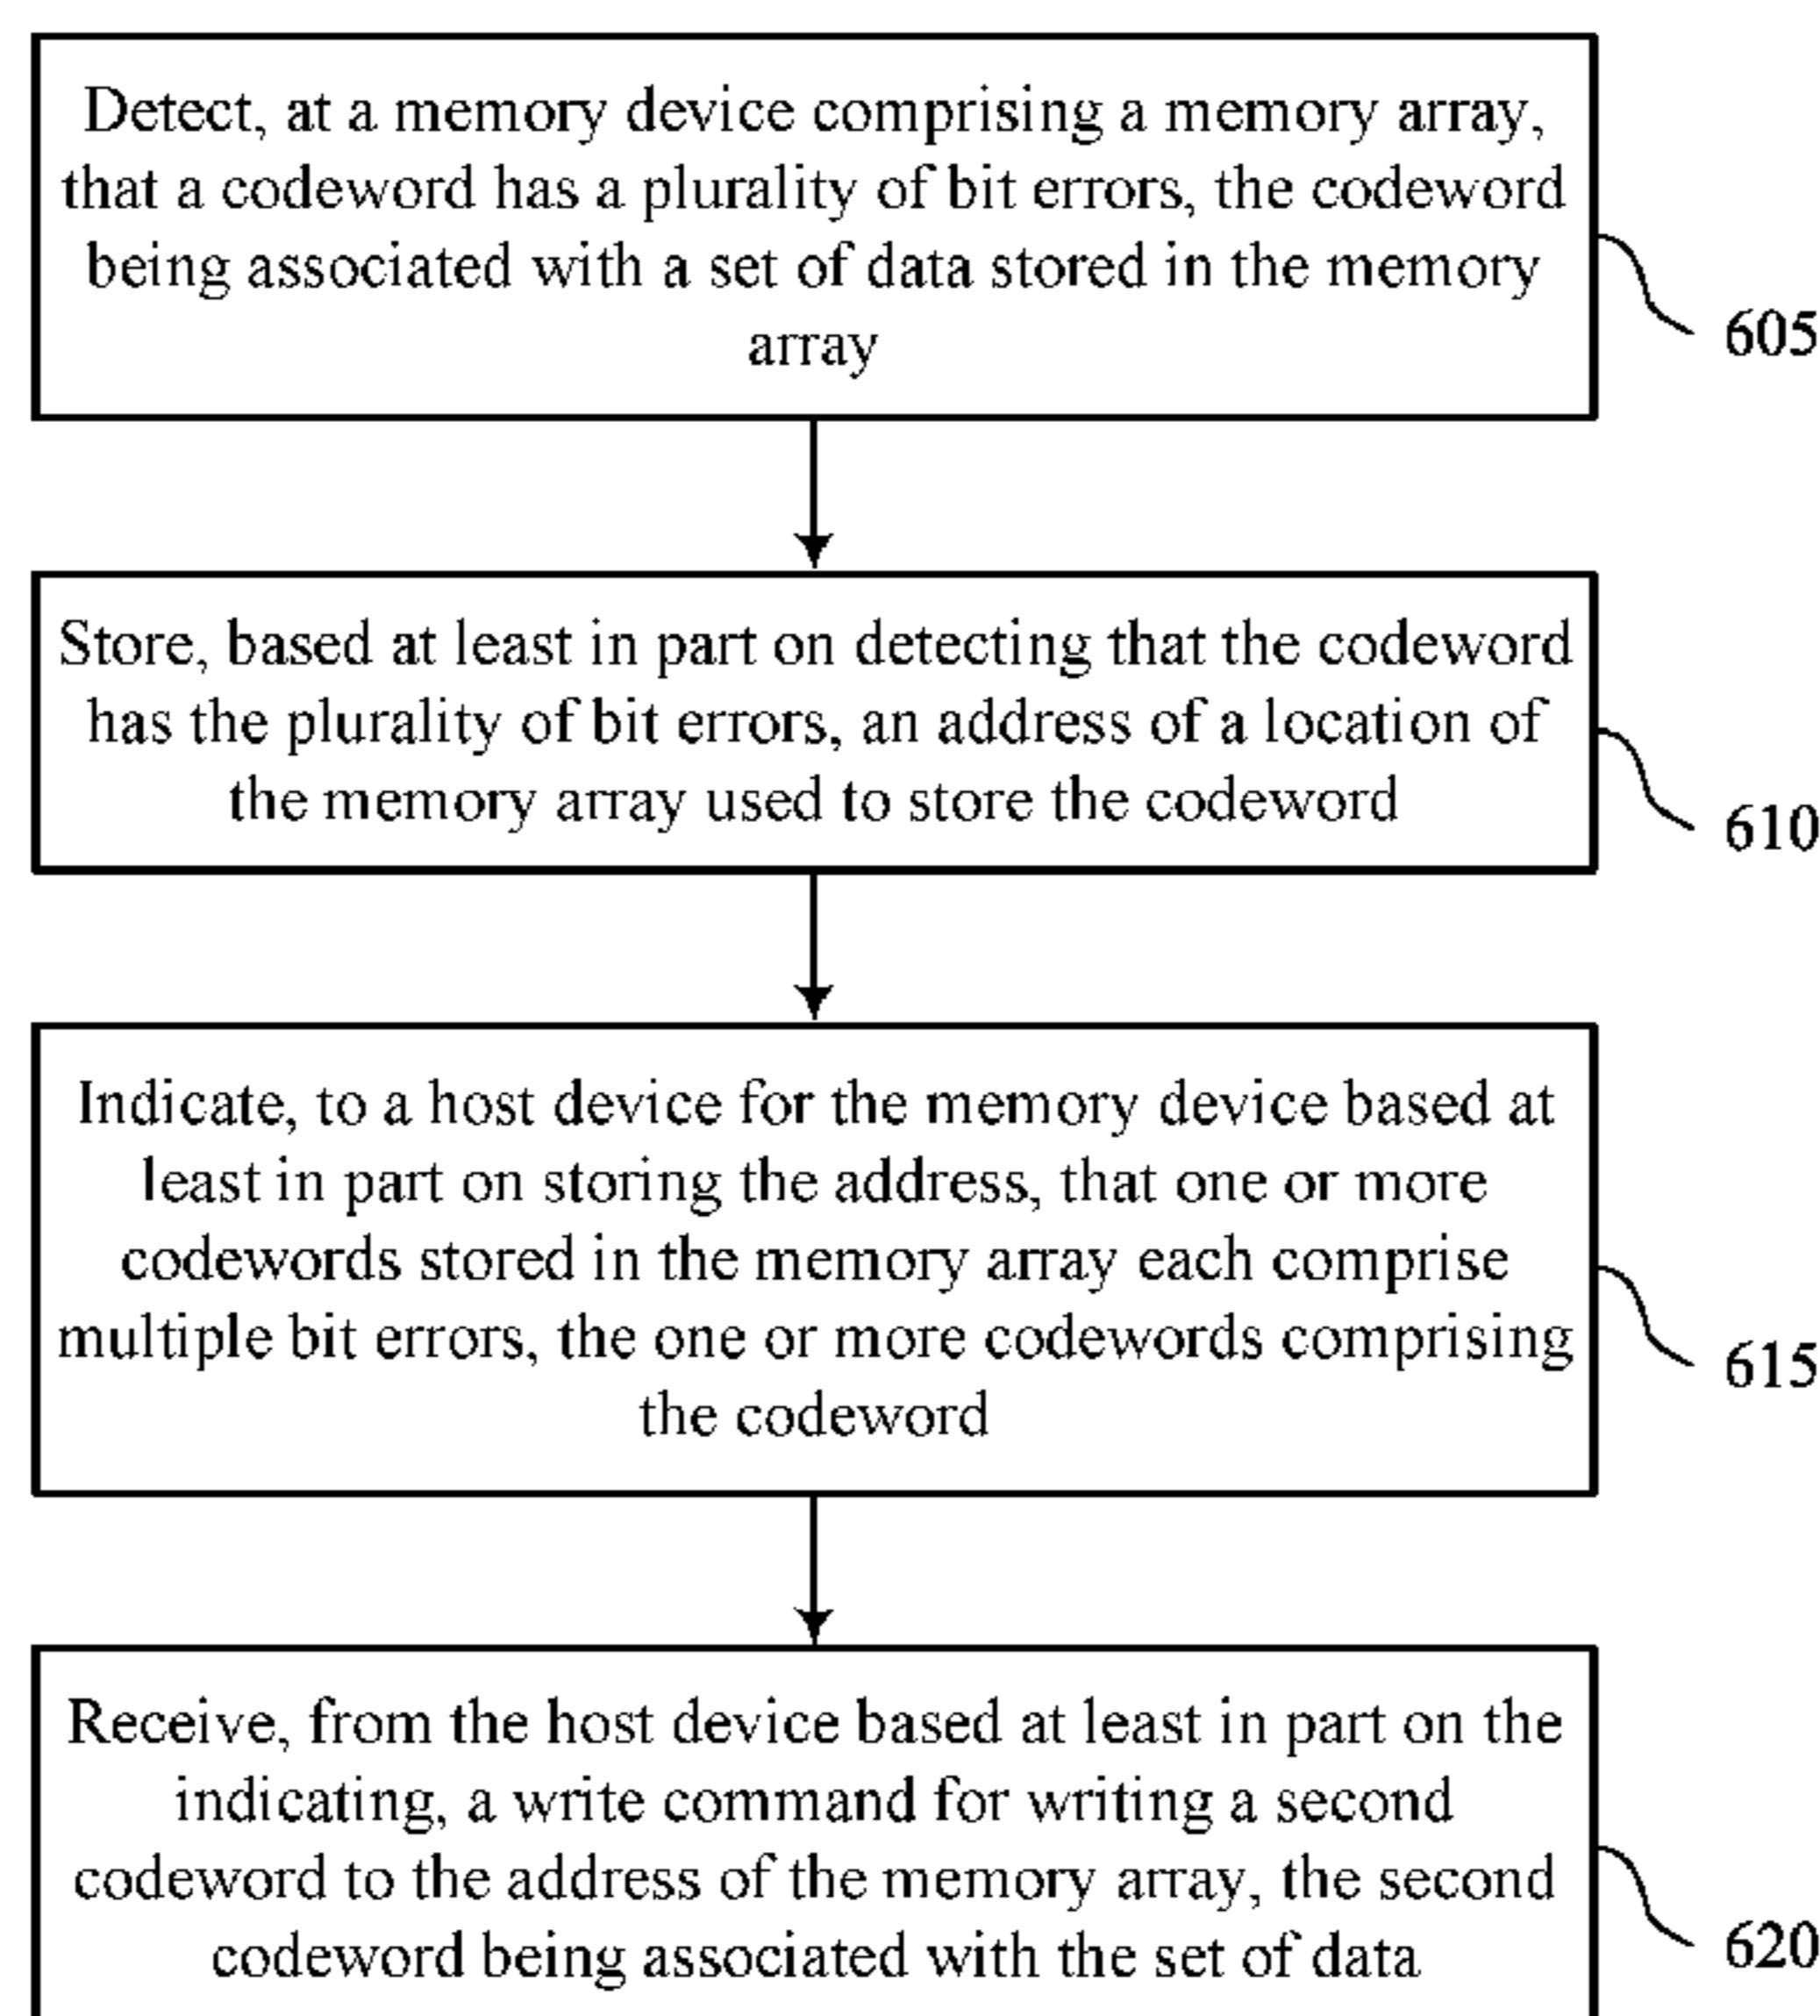 Detect, at a memory device comprising a memory array,
that a codeword has a plurality of bit errors, the codeword
being associated with a set of data stored in the memory
array
605
Store, based at least in part on detecting that the codeword
has the plurality of bit errors, an address of a location of
the memory array used to store the codeword
610
Indicate, to a host device for the memory device based at
least in part on storing the address, that one or more
codewords stored in the memory array each comprise
multiple bit errors, the one or more codewords comprising
the codeword
615
Receive, from the host device based at least in part on the
indicating, a write command for writing a second
codeword to the address of the memory array, the second
codeword being associated with the set of data
620